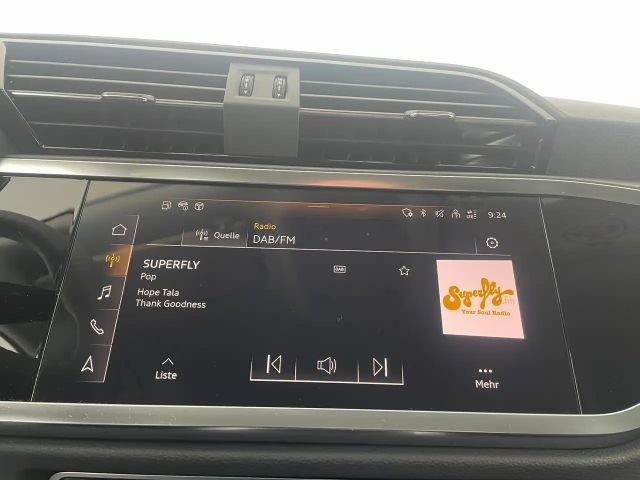 9:24
Radio
Quelle
DAB/FM
SUPERFLY
DAB
Pop
Hope Tala
Thank Goodness
Superfly.fm
Your Soul Radio
Liste
Mehr